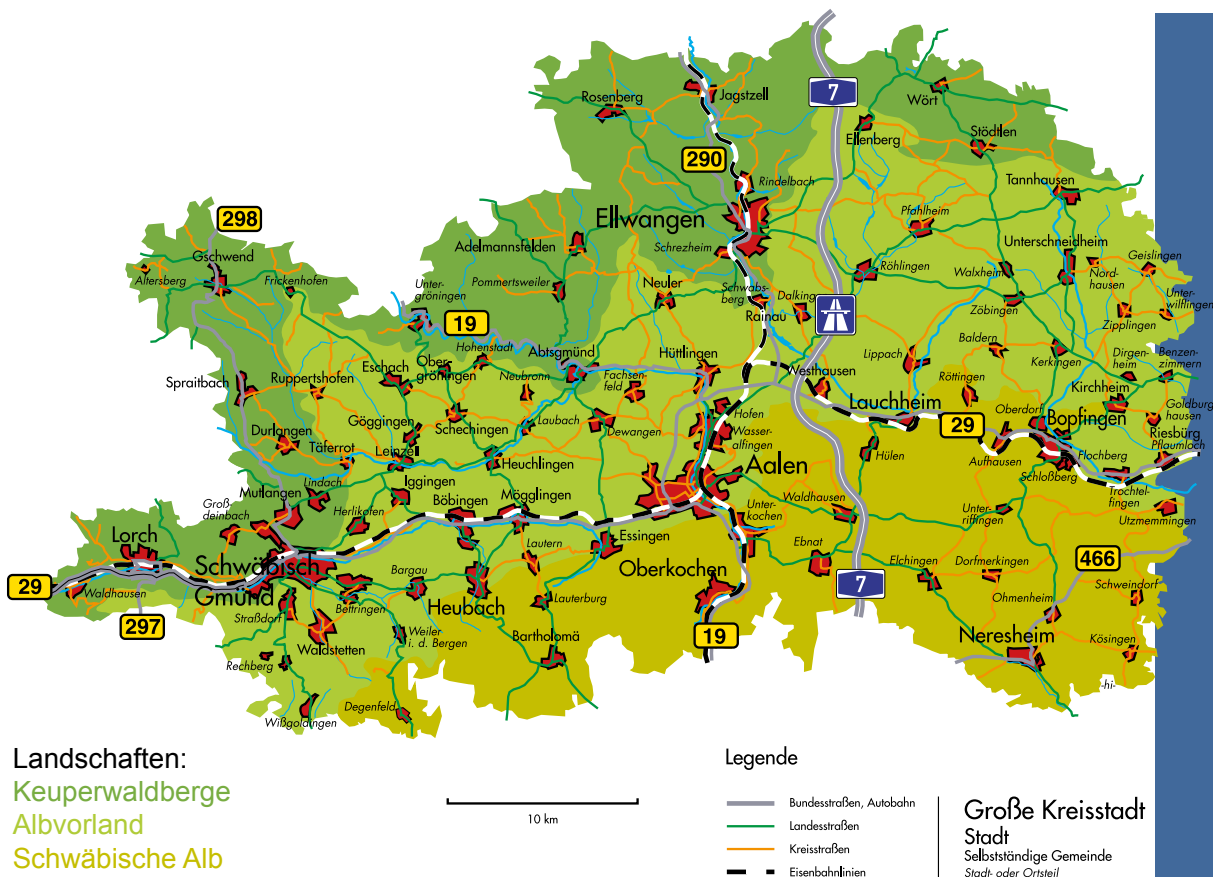 7
Rosenberg
Jagstzell
Wört
Ellenberg
Stödtlen
290
Rindelbach
Tannhausen
Ellwangen
Pfahlheim
298
Gschwend
Adelmannsfelden
Schrezheim
Unterschneidheim
Altersberg
Frickenhofen
Pommertsweiler
Röhlingen
Walxheim
Nord-
hausen
Geislingen
Unter-
gröningen
Neuler
Schwabs-
berg
Dalking
Rainau
Zöbingen
Unter-
wilflingen
Zipplingen
19
Hohenstadt
Abtsgmünd
Hüttlingen
Baldern
Kerkingen
Dirgen-
heim
Benzen-
zimmern
Spraitbach
Ruppertshofen
Eschach
Ober-
gröningen
Neubronn
Fachsen-
feld
Westhausen
Lippach
Röttingen
Kirchheim
Göggingen
Schechingen
Laubach
Dewangen
Hofen
Wasser-
alfingen
Lauchheim
29
Oberdorf
Bopfingen
Goldburg
hausen
Riesbürg
Pflaumloch
Durlangen
Täferrot
Leinzell
Heuchlingen
Aalen
Hülen
Aufhausen
Flochberg
Schloßberg
Trochtel-
fingen
Mutlangen
Lindach
Iggingen
Böbingen
Mögglingen
Waldhausen
Unter-
riffingen
Utzmemmingen
Groß-
deinbach
Herlikofen
Unter-
kochen
Lorch
Schwäbisch
Gmünd
Lautern
Essingen
Ebnat
Elchingen
Dorfmerkingen
466
29
Waldhausen
Bargau
Heubach
Oberkochen
7
Schweindorf
297
Bettringen
Lauterburg
Ohmenheim
Straßdorf
Waldstetten
Weiler
i. d. Bergen
Bartholomä
19
Neresheim
Kösingen
Rechberg
Wißgoldingen
Degenfeld
-hi-
Landschaften:
Keuperwaldberge
Albvorland
Schwäbische Alb
10 km
Legende
Bundesstraßen, Autobahn
Landesstraßen
Kreisstraßen
Eisenbahnlinien
Große Kreisstadt
Stadt
Selbstständige Gemeinde
Stadt- oder Ortsteil